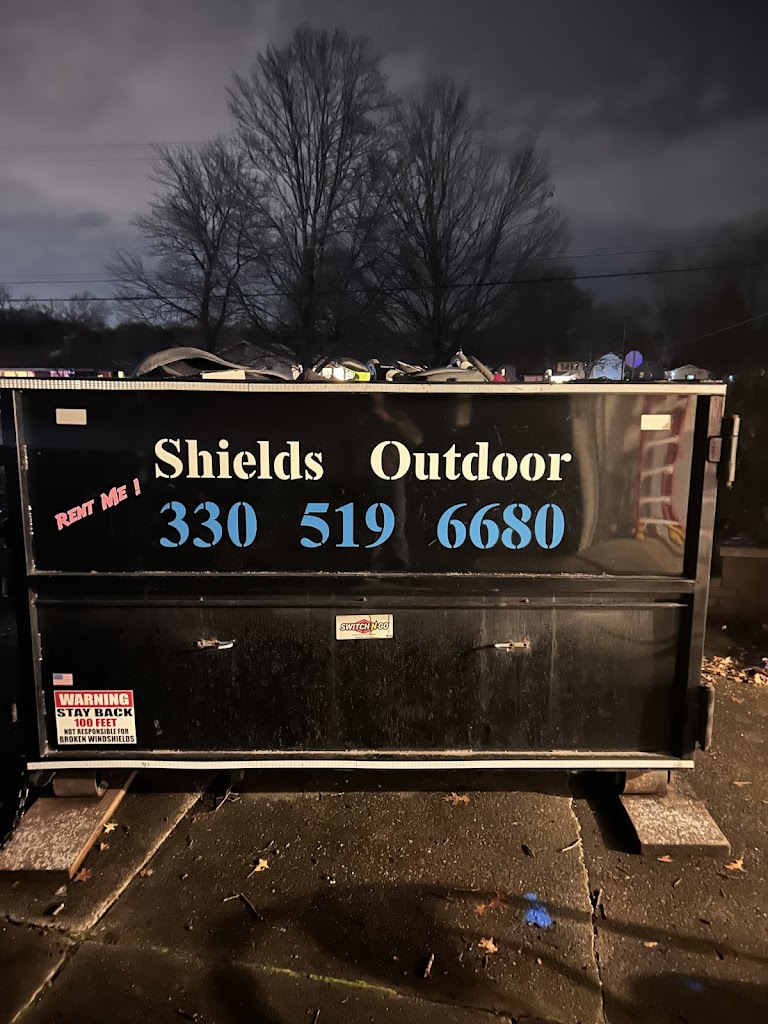 Shields Outdoor
RENT ME !
330 519 6680
SWITCH N GO
WARNING
STAY BACK
100 FEET
NOT RESPONSIBLE FOR
BROKEN WINDSHIELDS